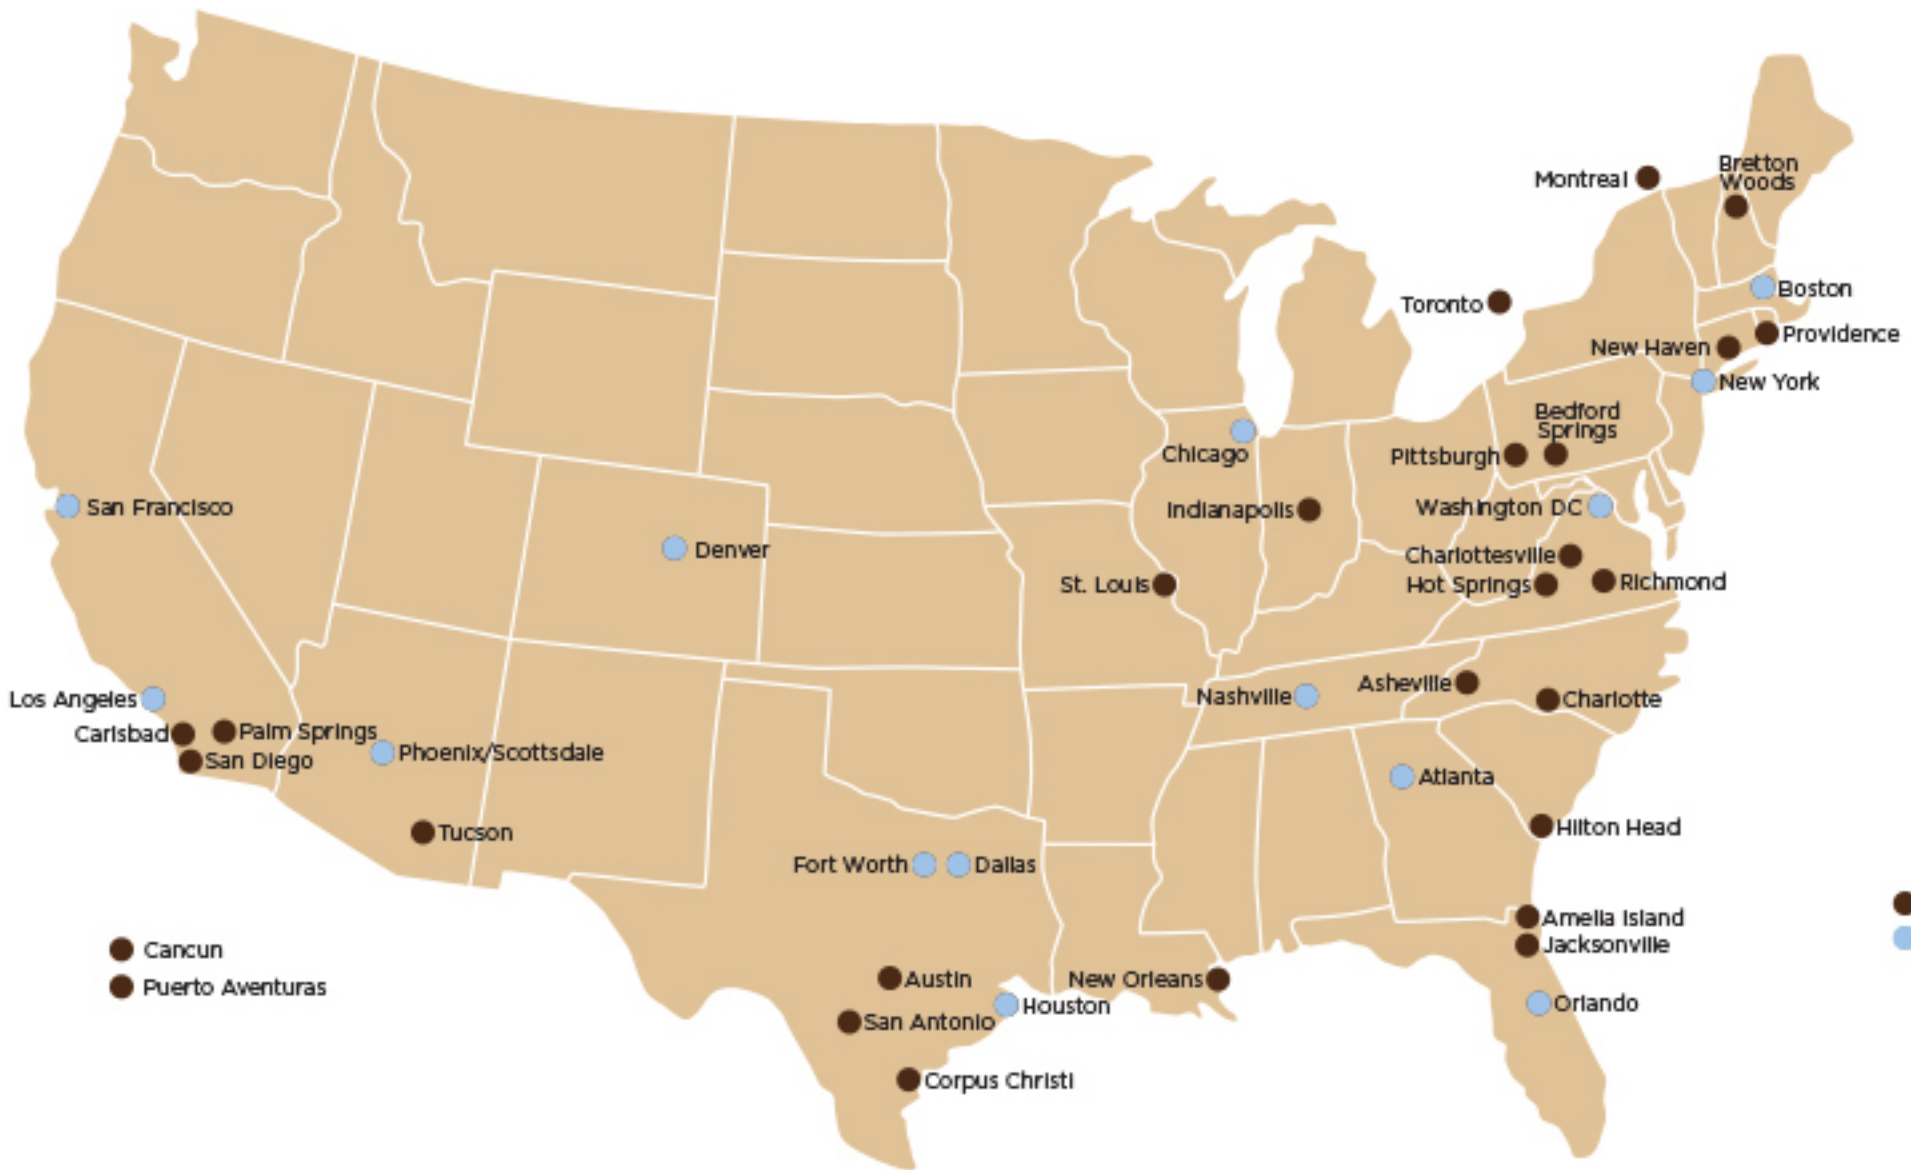 Bretton
Woods
Montreal
Boston
Toronto
Providence
New Haven
New York
Bedford
Springs
Chicago
Pittsburgh
San Francisco
Washington DC
Indianapolis
Denver
Charlottesville
St. Louis
Hot Springs
Richmond
Los Angeles
Nashville
Asheville
Charlotte
Carlsbad
Palm Springs
San Diego
Phoenix/Scottsdale
Atlanta
Tucson
Hilton Head
Fort Worth
Dallas
Amelia Island
Jacksonville
Cancun
Puerto Aventuras
Austin
New Orleans
Houston
Orlando
San Antonio
Corpus Christi